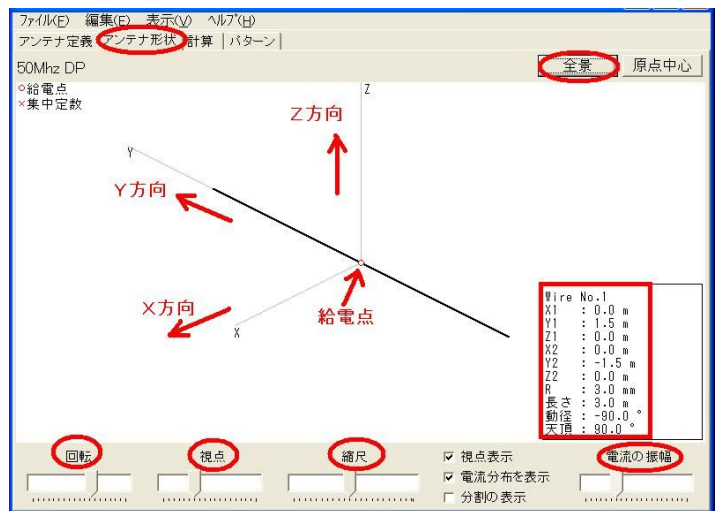 ファイル(F) 編集(E) 表示(V) ヘルプ(H)
アンテナ定義 アンテナ形状 計算 パターン
50Mhz DP
全景 原点中心
○給電点
×集中定数
Z
Z方向
Y
Y方向
X方向
X
給電点
Wire No.1
X1 : 0.0 m
Y1 : 1.5 m
Z1 : 0.0 m
X2 : 0.0 m
Y2 : -1.5 m
Z2 : 0.0 m
R : 3.0 mm
長さ : 3.0 m
動径 : -90.0 °
天頂 : 90.0 °
回転 視点 縮尺 視点表示 電流の振幅
電流分布を表示
分割の表示